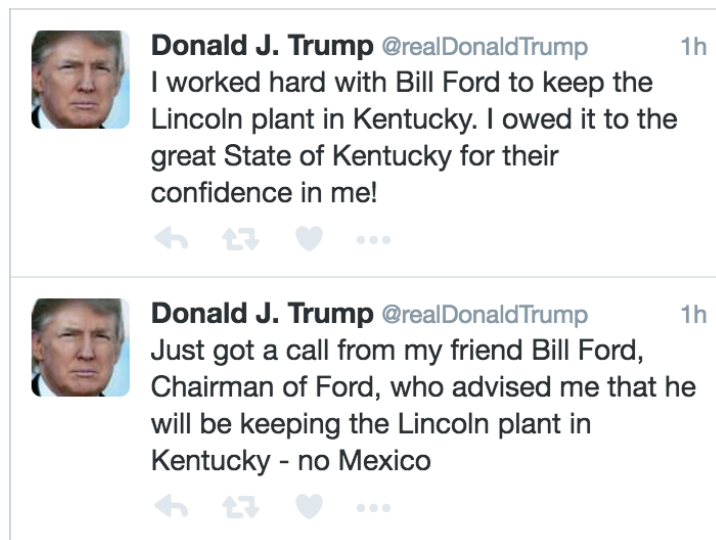 Donald J. Trump @realDonaldTrump 1h
I worked hard with Bill Ford to keep the
Lincoln plant in Kentucky. I owed it to the
great State of Kentucky for their
confidence in me!
Donald J. Trump @realDonaldTrump 1h
Just got a call from my friend Bill Ford,
Chairman of Ford, who advised me that he
will be keeping the Lincoln plant in
Kentucky - no Mexico